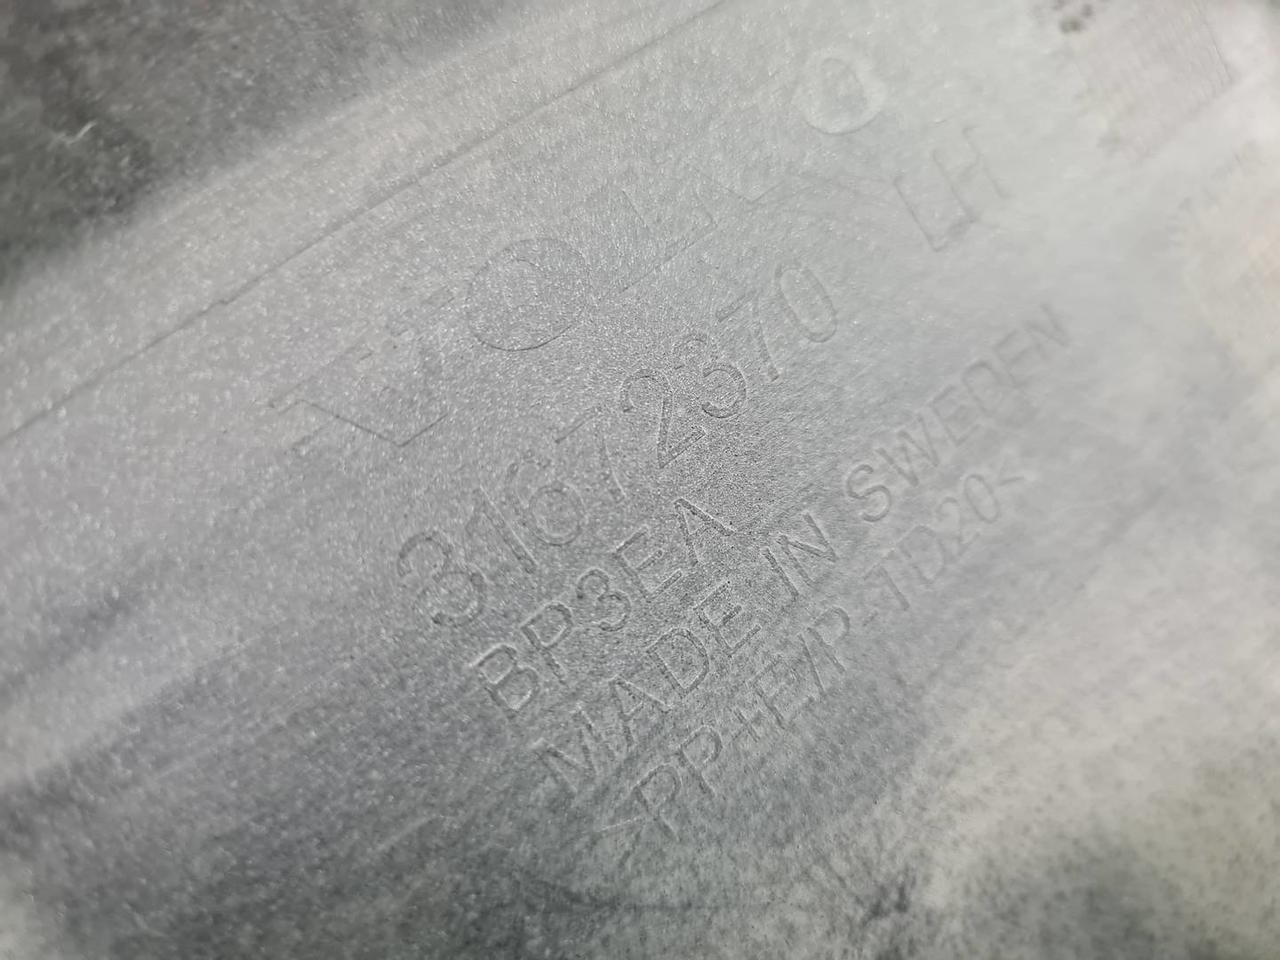 VOLVO
31672370 LH
BP3EA
MADE IN SWEDEN
>PP+E/P-TD20<